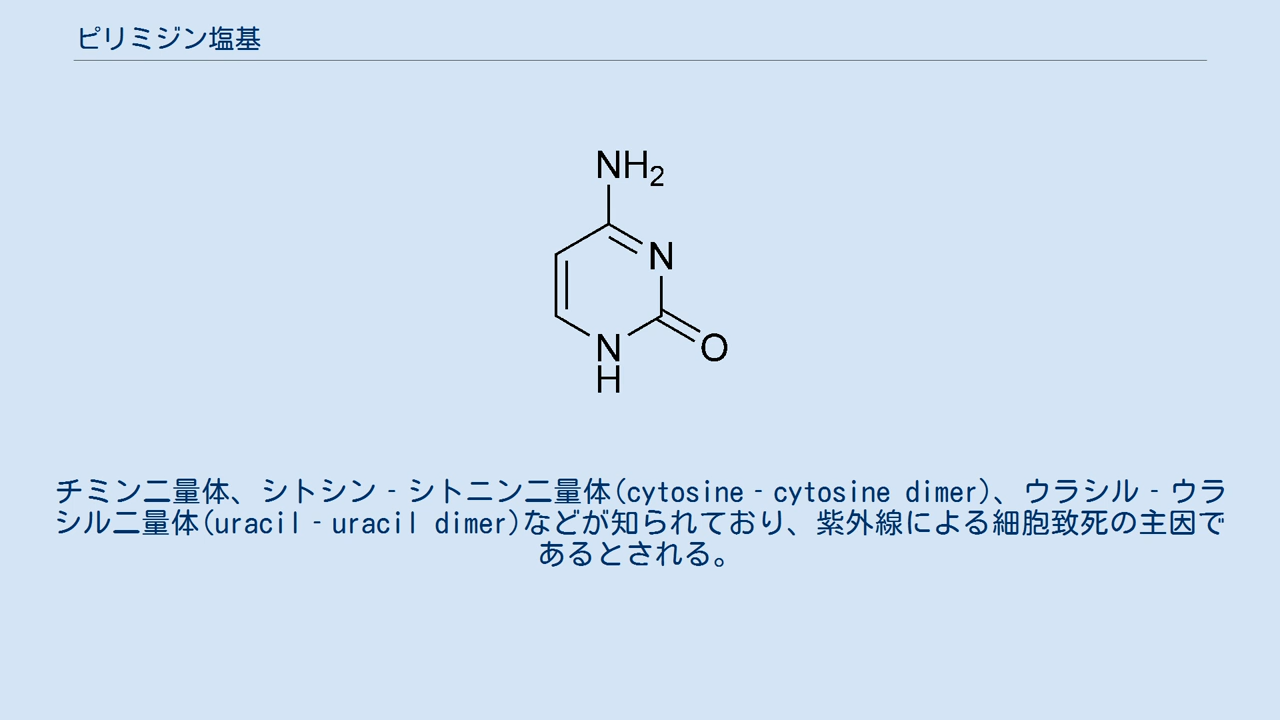 ピリミジン塩基
NH2
N
O
N
H
チミン二量体、シトシン‐シトニン二量体(cytosine‐cytosine dimer)、ウラシル‐ウラ
シル二量体(uracil‐uracil dimer)などが知られており、紫外線による細胞致死の主因で
あるとされる。